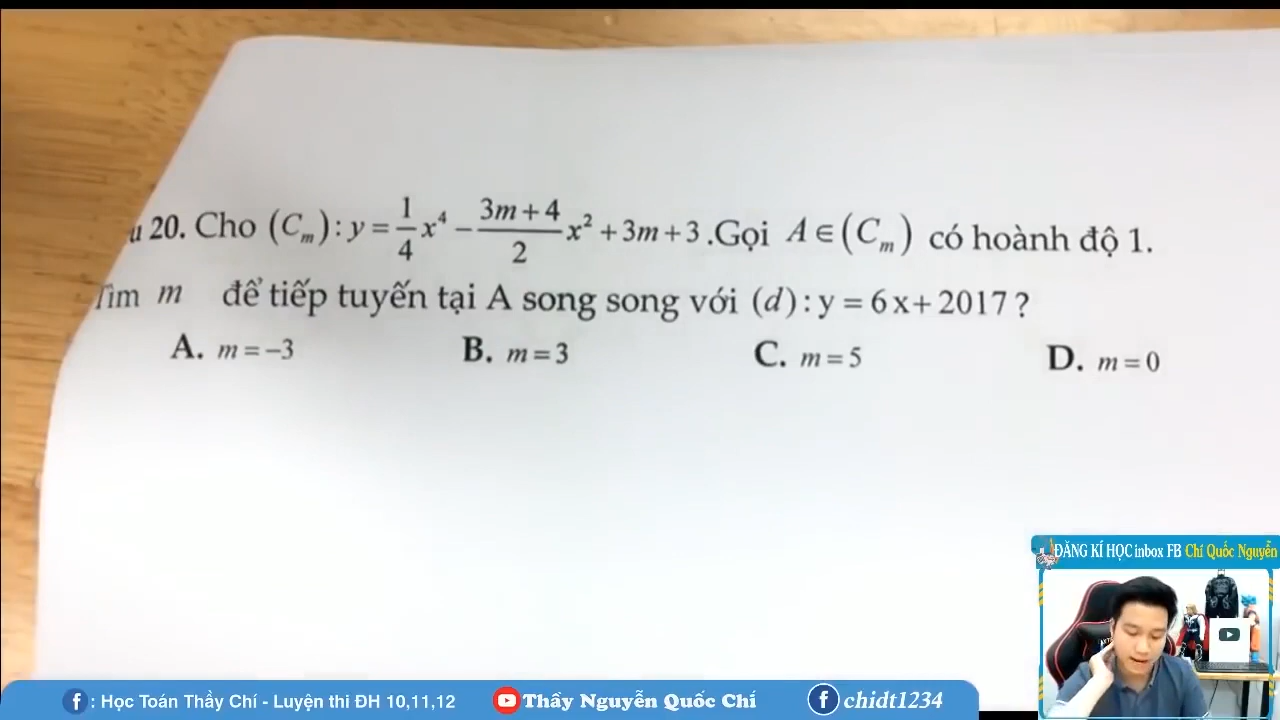 u 20. Cho (Cₘ): y = 1/4 x⁴ − (3m+4)/2 x² + 3m + 3 .Gọi A ∈ (Cₘ) có hoành độ 1.
Tìm m để tiếp tuyến tại A song song với (d): y = 6x + 2017 ?
A. m = −3 B. m = 3 C. m = 5 D. m = 0
ĐĂNG KÍ HỌC inbox FB Chí Quốc Nguyễn
f : Học Toán Thầy Chí - Luyện thi ĐH 10,11,12 Thầy Nguyễn Quốc Chí f chidt1234